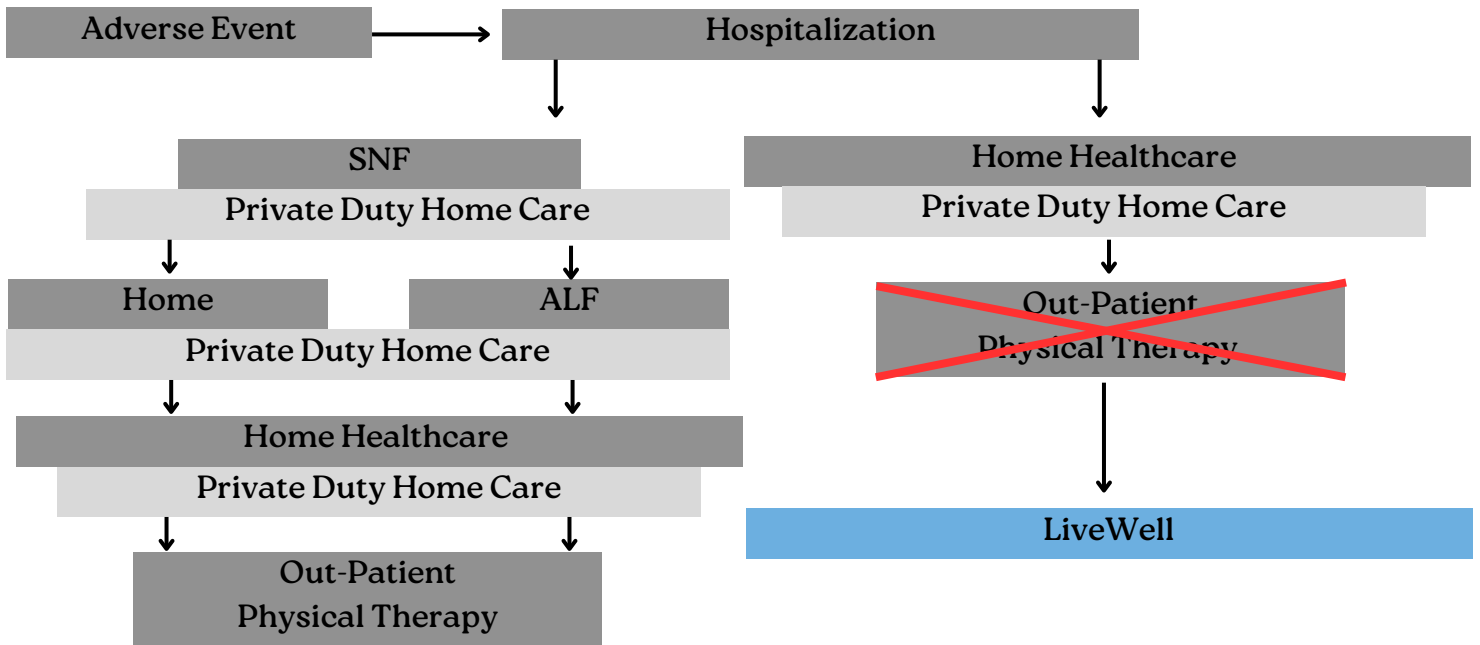 Adverse Event
Hospitalization
SNF
Private Duty Home Care
Home
ALF
Private Duty Home Care
Home Healthcare
Private Duty Home Care
Out-Patient
Physical Therapy
Home Healthcare
Private Duty Home Care
Out-Patient
Physical Therapy
LiveWell